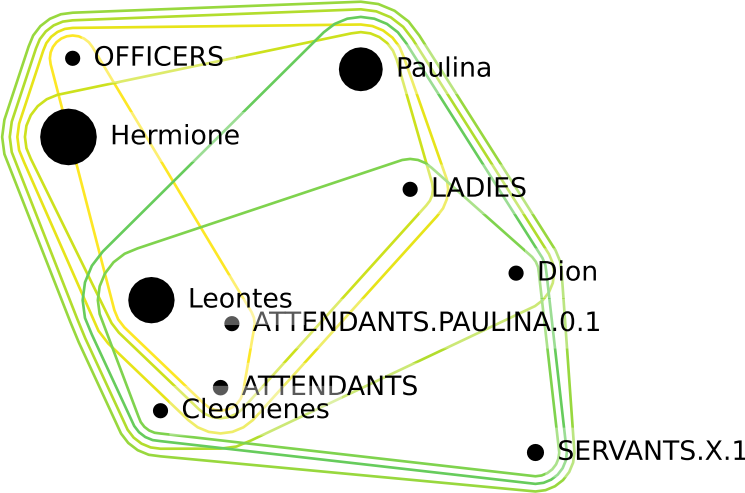 OFFICERS
Paulina
Hermione
LADIES
Dion
Leontes
ATTENDANTS.PAULINA.0.1
ATTENDANTS
Cleomenes
SERVANTS.X.1